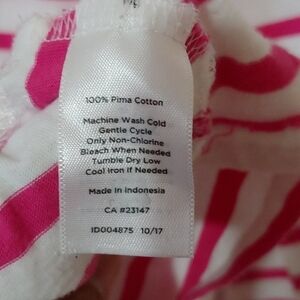 100% Pima Cotton
Machine Wash Cold
Gentle Cycle
Only Non-Chlorine
Bleach When Needed
Tumble Dry Low
Cool Iron If Needed
Made in Indonesia
CA #23147
ID004875 10/17